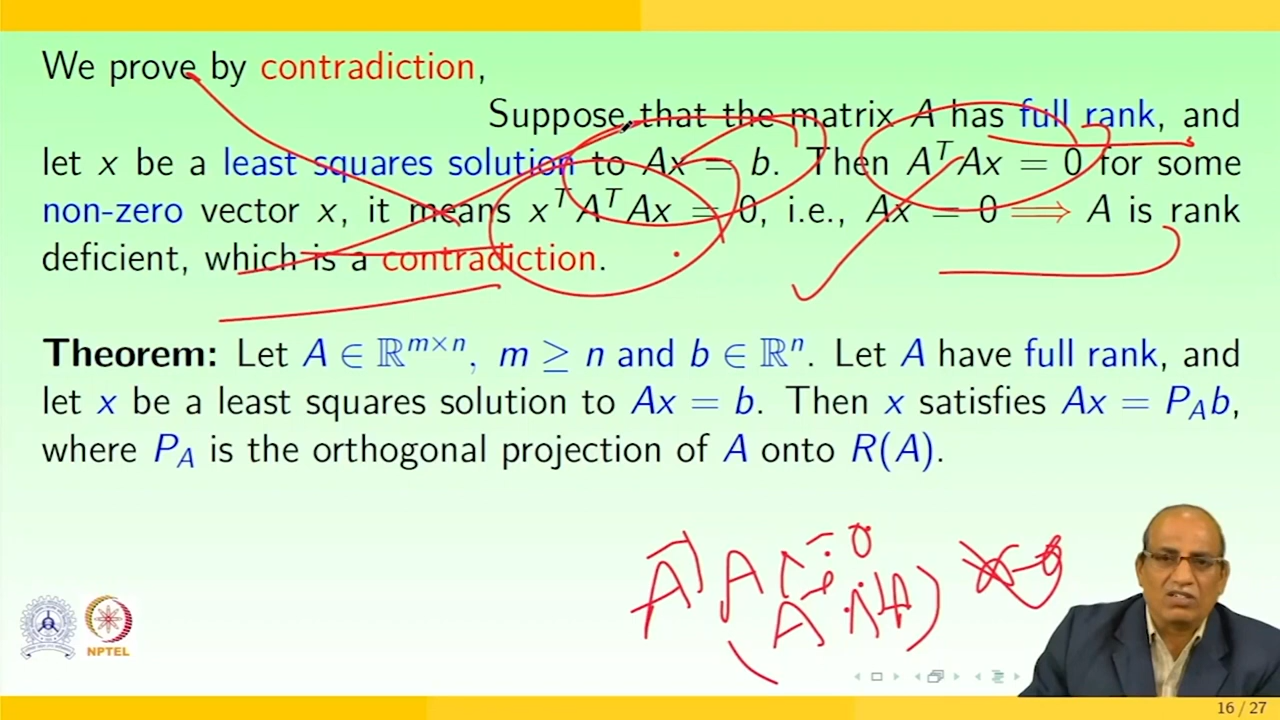 We prove by contradiction,
Suppose that the matrix A has full rank, and
let x be a least squares solution to Ax = b. Then AᵀAx = 0 for some
non-zero vector x, it means xᵀAᵀAx = 0, i.e., Ax = 0 ⟹ A is rank
deficient, which is a contradiction.
Theorem: Let A ∈ ℝᵐˣⁿ, m ≥ n and b ∈ ℝⁿ. Let A have full rank, and
let x be a least squares solution to Ax = b. Then x satisfies Ax = P_A b,
where P_A is the orthogonal projection of A onto R(A).
NPTEL
16 / 27